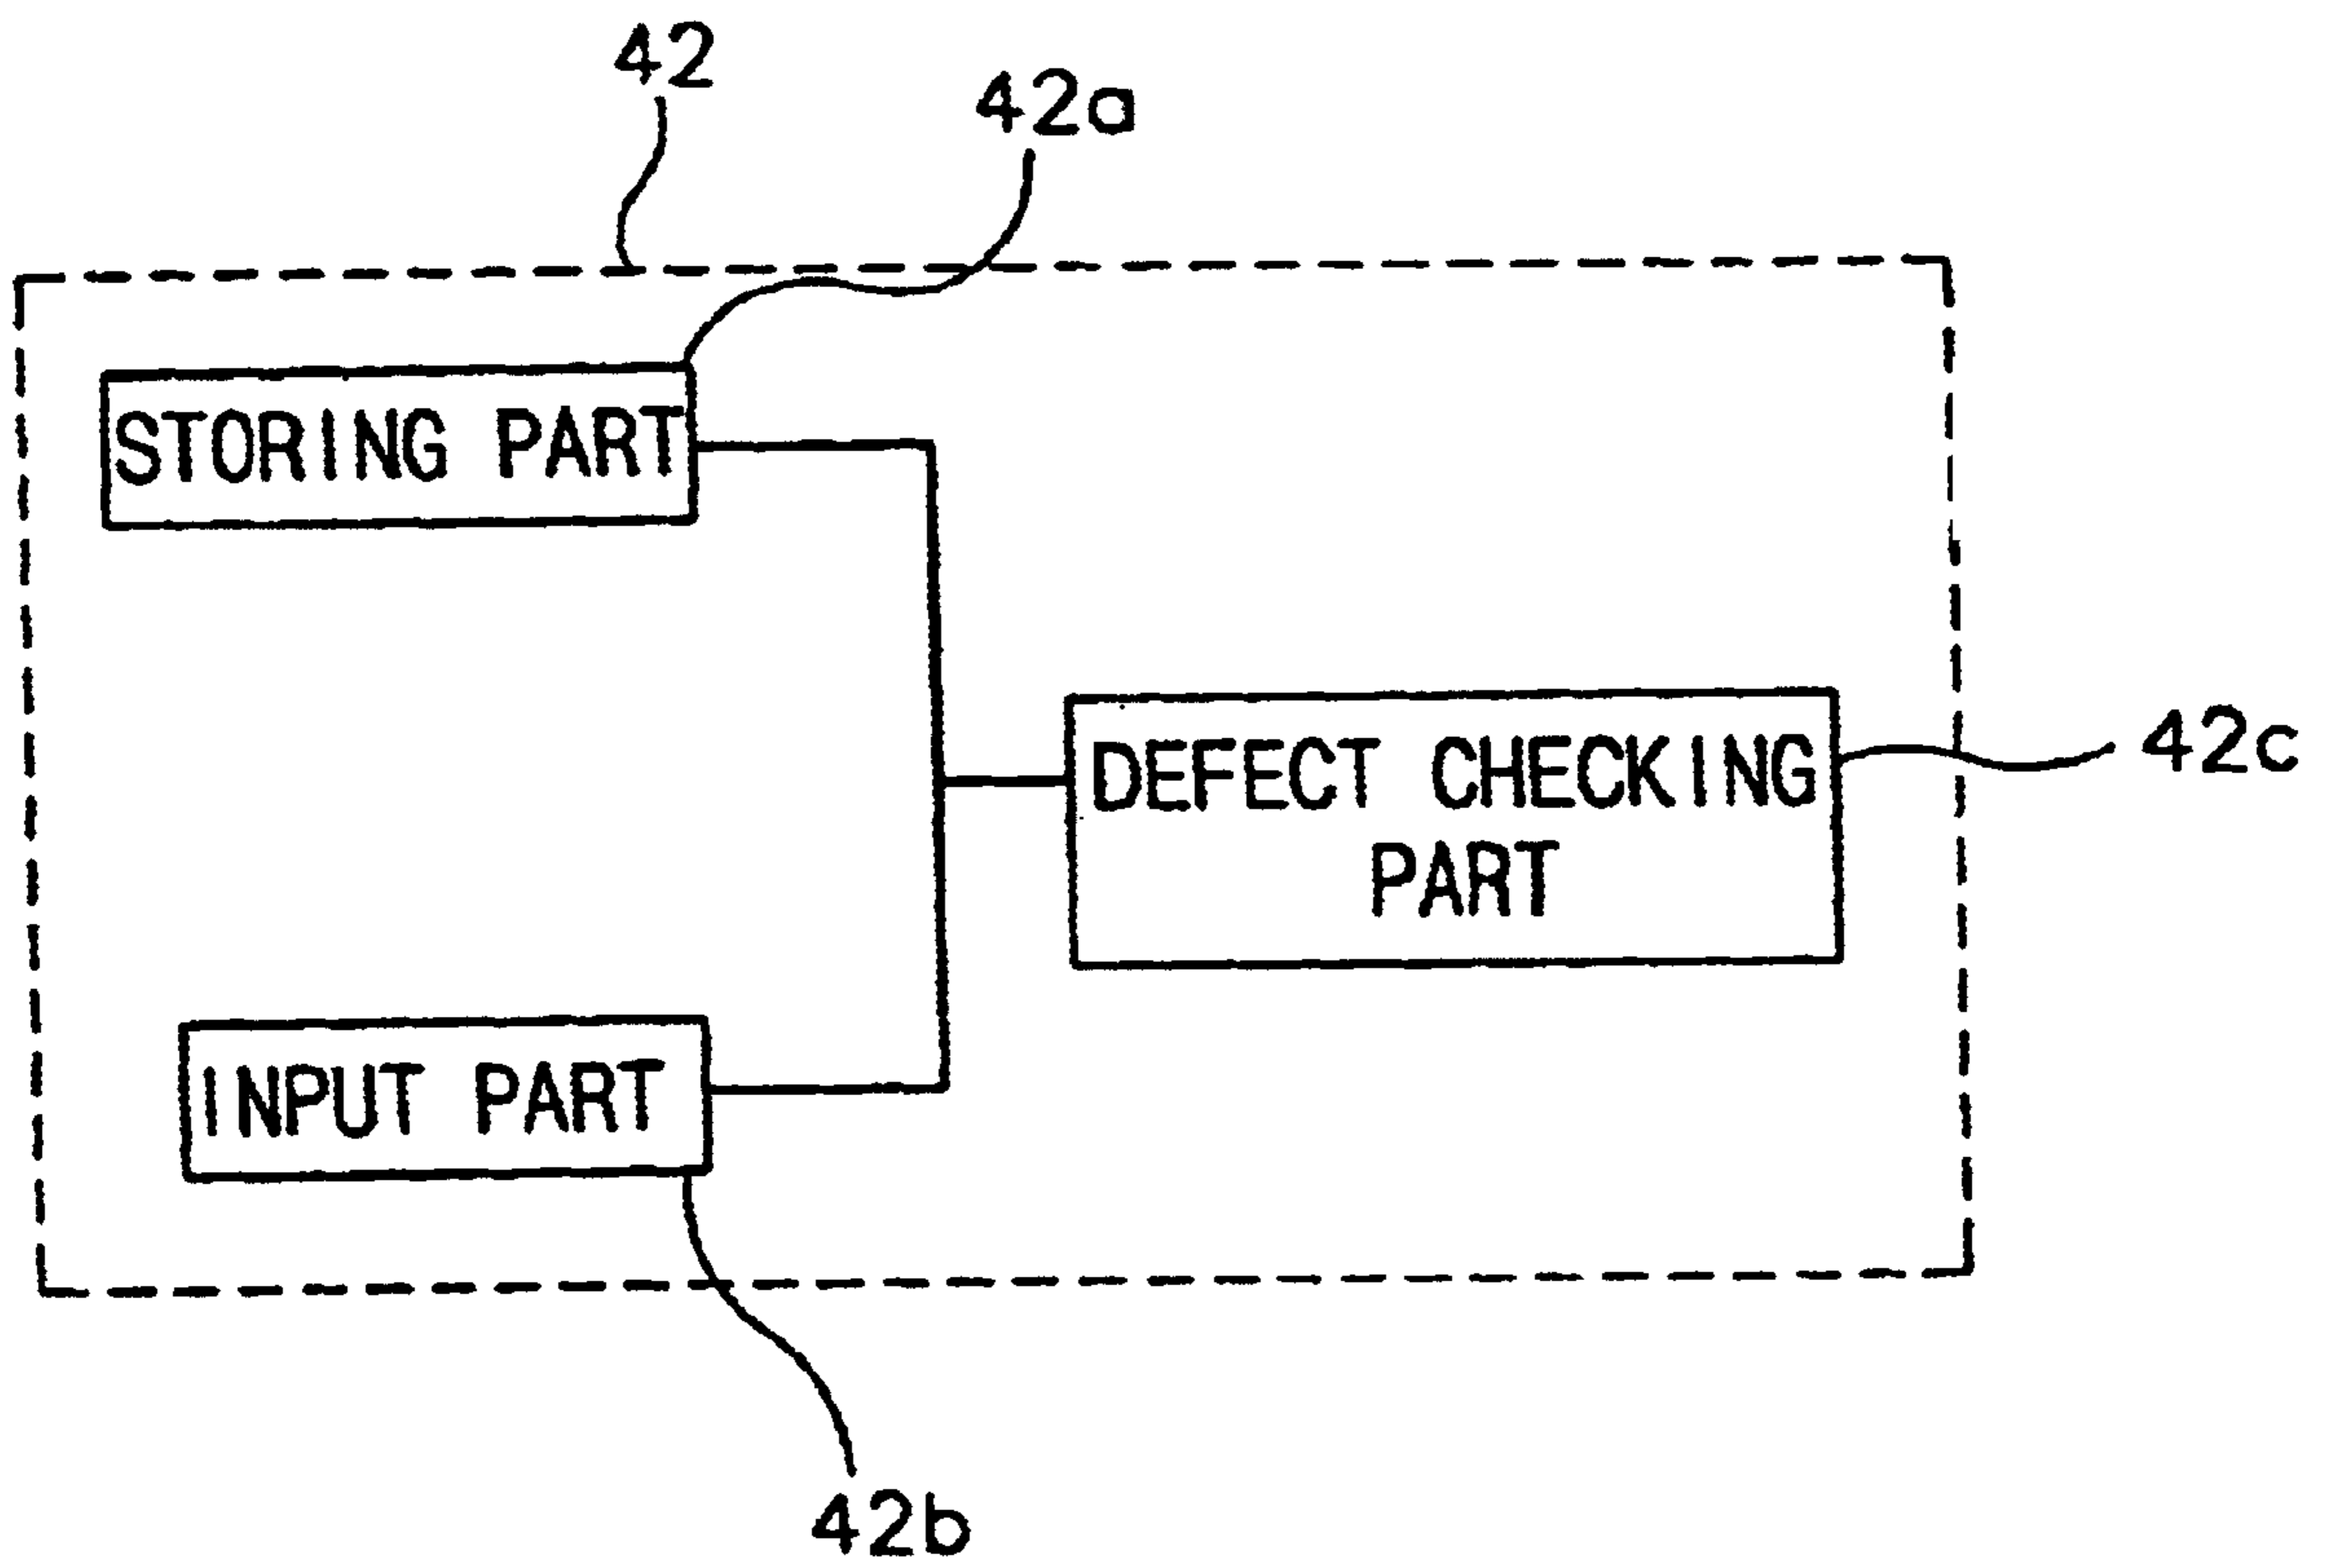 42
42a
STORING PART
DEFECT CHECKING
PART
42c
INPUT PART
42b